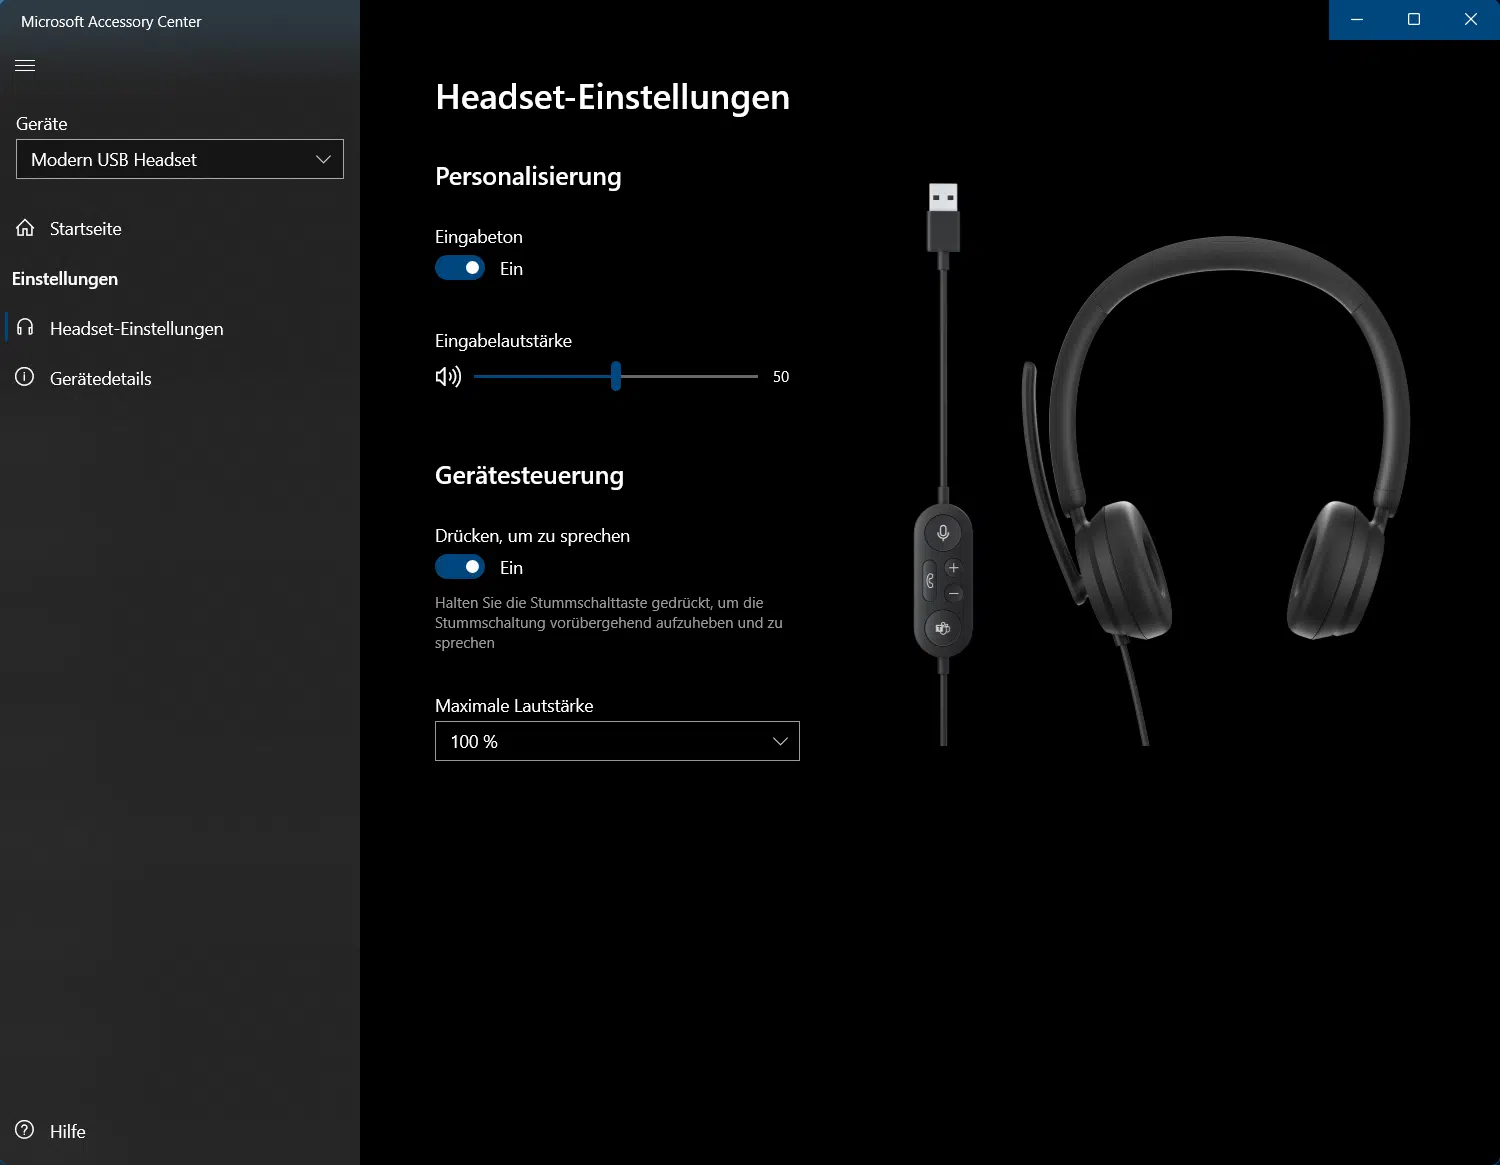 Microsoft Accessory Center
Geräte
Modern USB Headset
Startseite
Einstellungen
Headset-Einstellungen
Gerätedetails
Hilfe
Headset-Einstellungen
Personalisierung
Eingabeton
Ein
Eingabelautstärke
50
Gerätesteuerung
Drücken, um zu sprechen
Ein
Halten Sie die Stummschalttaste gedrückt, um die
Stummschaltung vorübergehend aufzuheben und zu
sprechen
Maximale Lautstärke
100 %